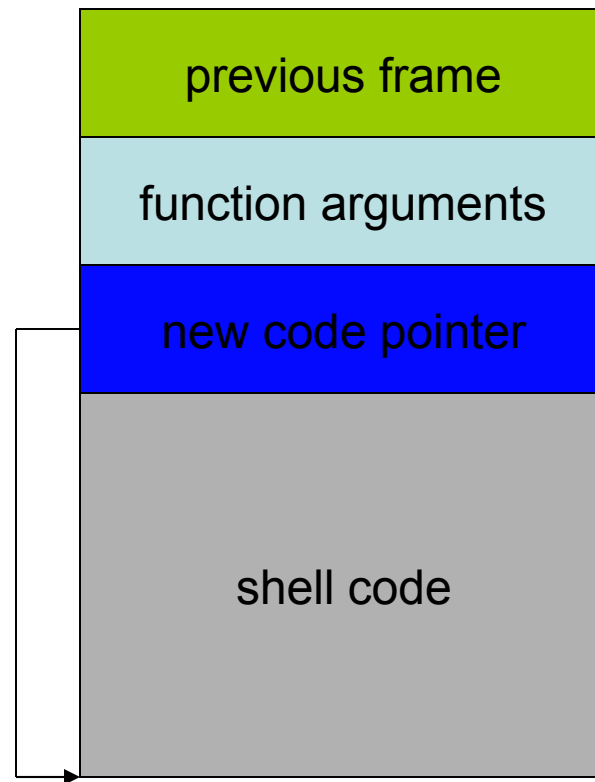 previous frame
function arguments
new code pointer
shell code